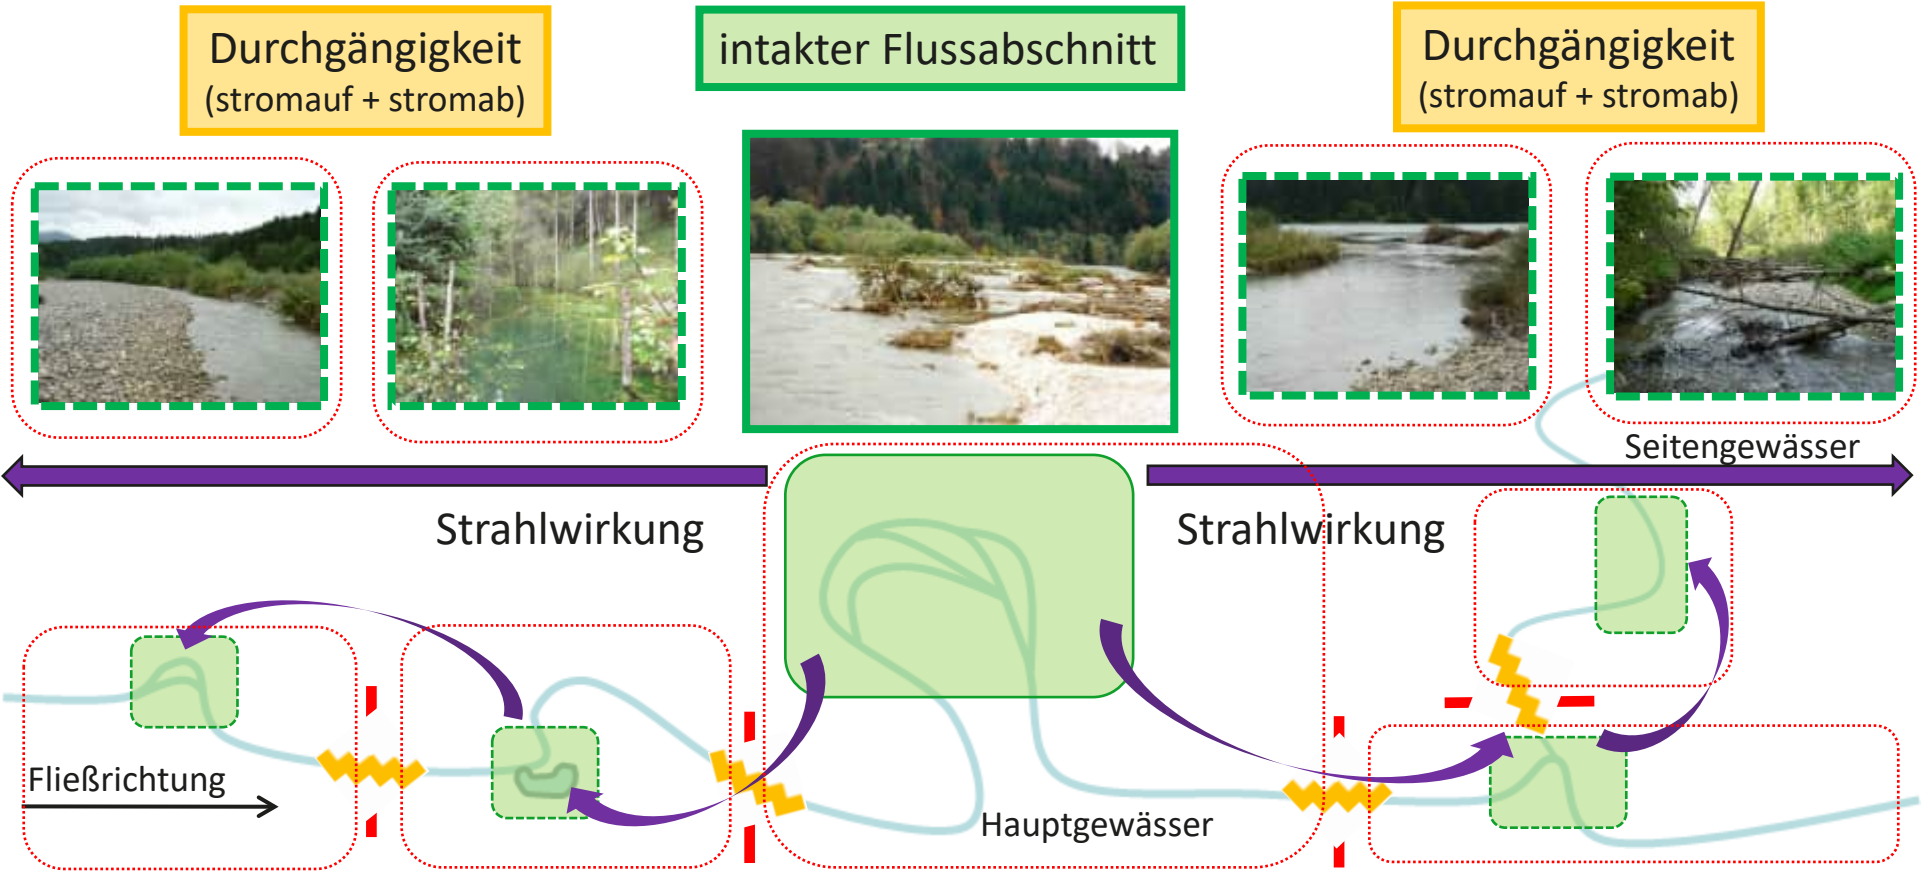 Durchgängigkeit
(stromauf + stromab)
intakter Flussabschnitt
Durchgängigkeit
(stromauf + stromab)
Seitengewässer
Strahlwirkung
Strahlwirkung
Fließrichtung
Hauptgewässer